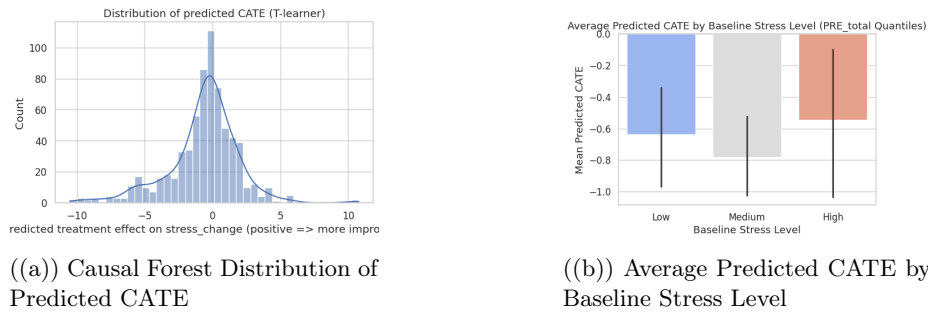 Distribution of predicted CATE (T-learner)
Count
100
80
60
40
20
0
−10
−5
0
5
10
redicted treatment effect on stress_change (positive => more impro
((a)) Causal Forest Distribution of
Predicted CATE
Average Predicted CATE by Baseline Stress Level (PRE_total Quantiles)
Mean Predicted CATE
0.0
−0.2
−0.4
−0.6
−0.8
−1.0
Low
Medium
High
Baseline Stress Level
((b)) Average Predicted CATE by
Baseline Stress Level